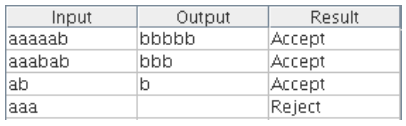 Input Output Result
aaaaab bbbbb Accept
aaabab bbb Accept
ab b Accept
aaa Reject